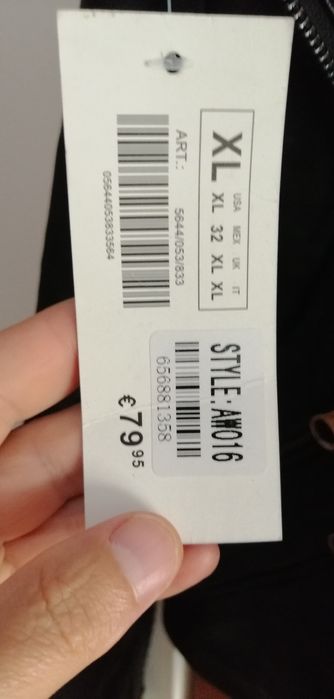 XL
USA MEX UK IT
XL 32 XL XL
ART.: 5644/053/833
05644053833564
STYLE:AW016
656881358
€ 79 95